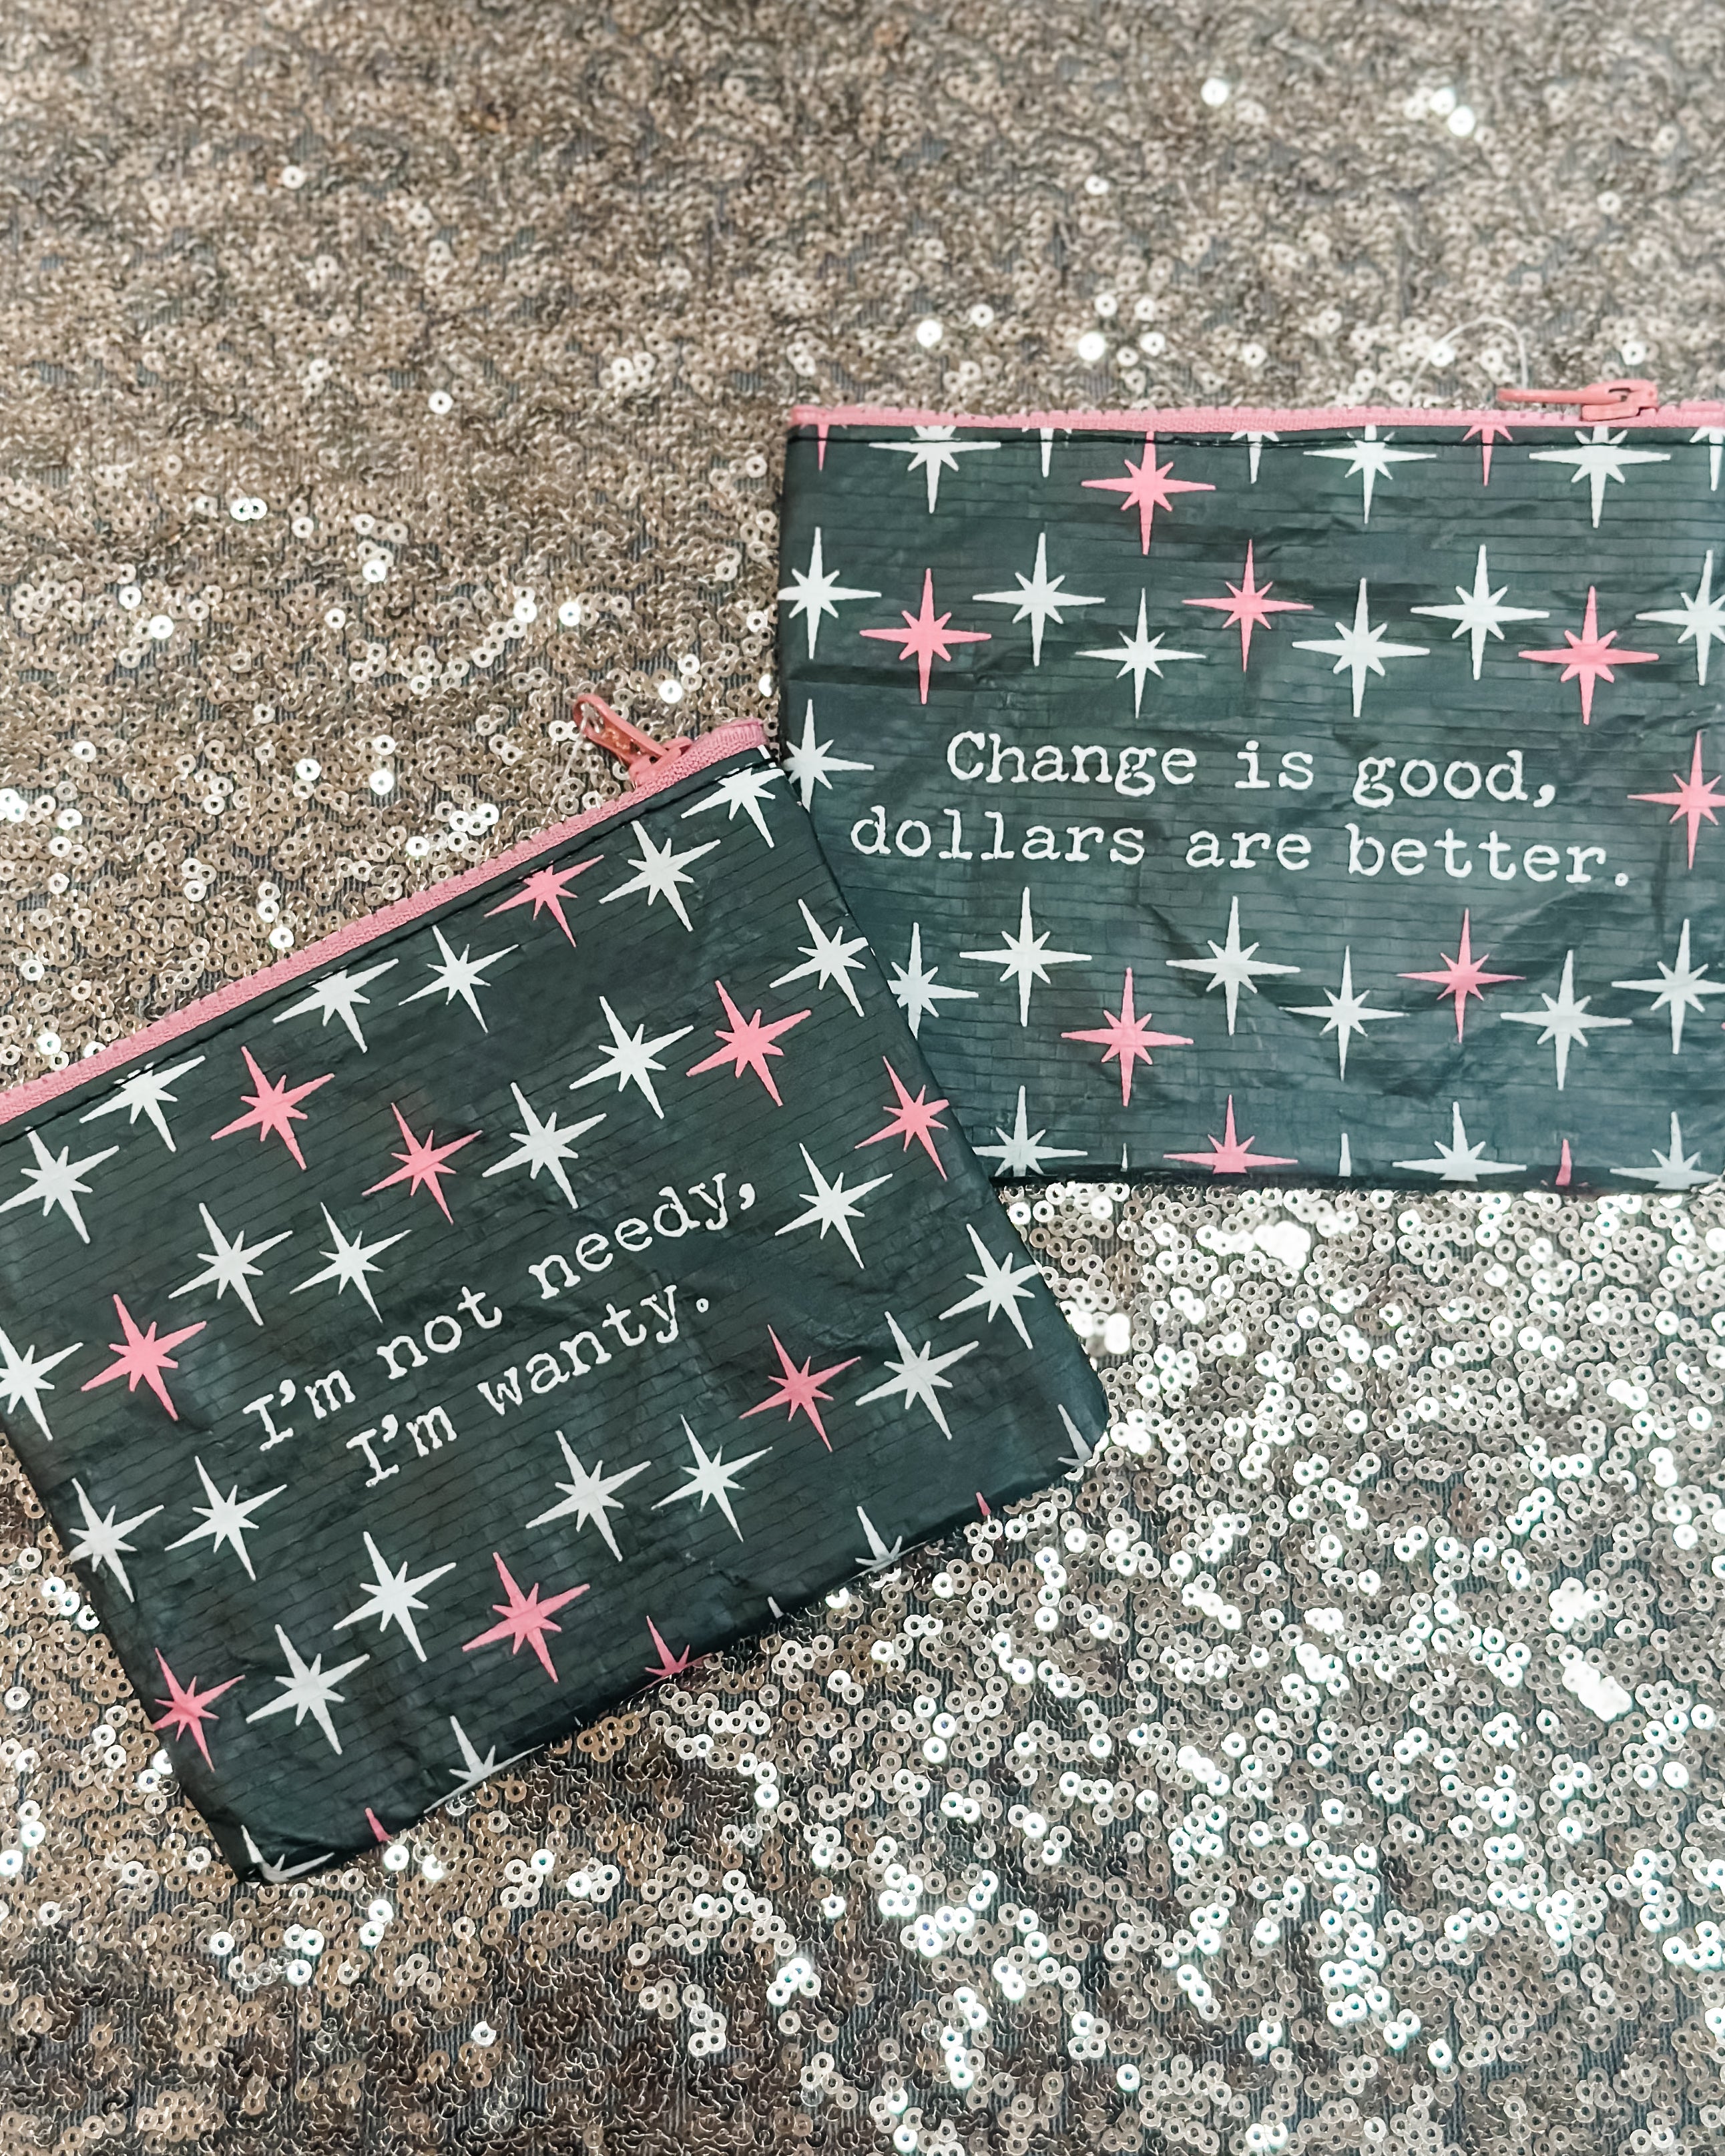 Change is good,
dollars are better.
I'm not needy,
I'm wanty.